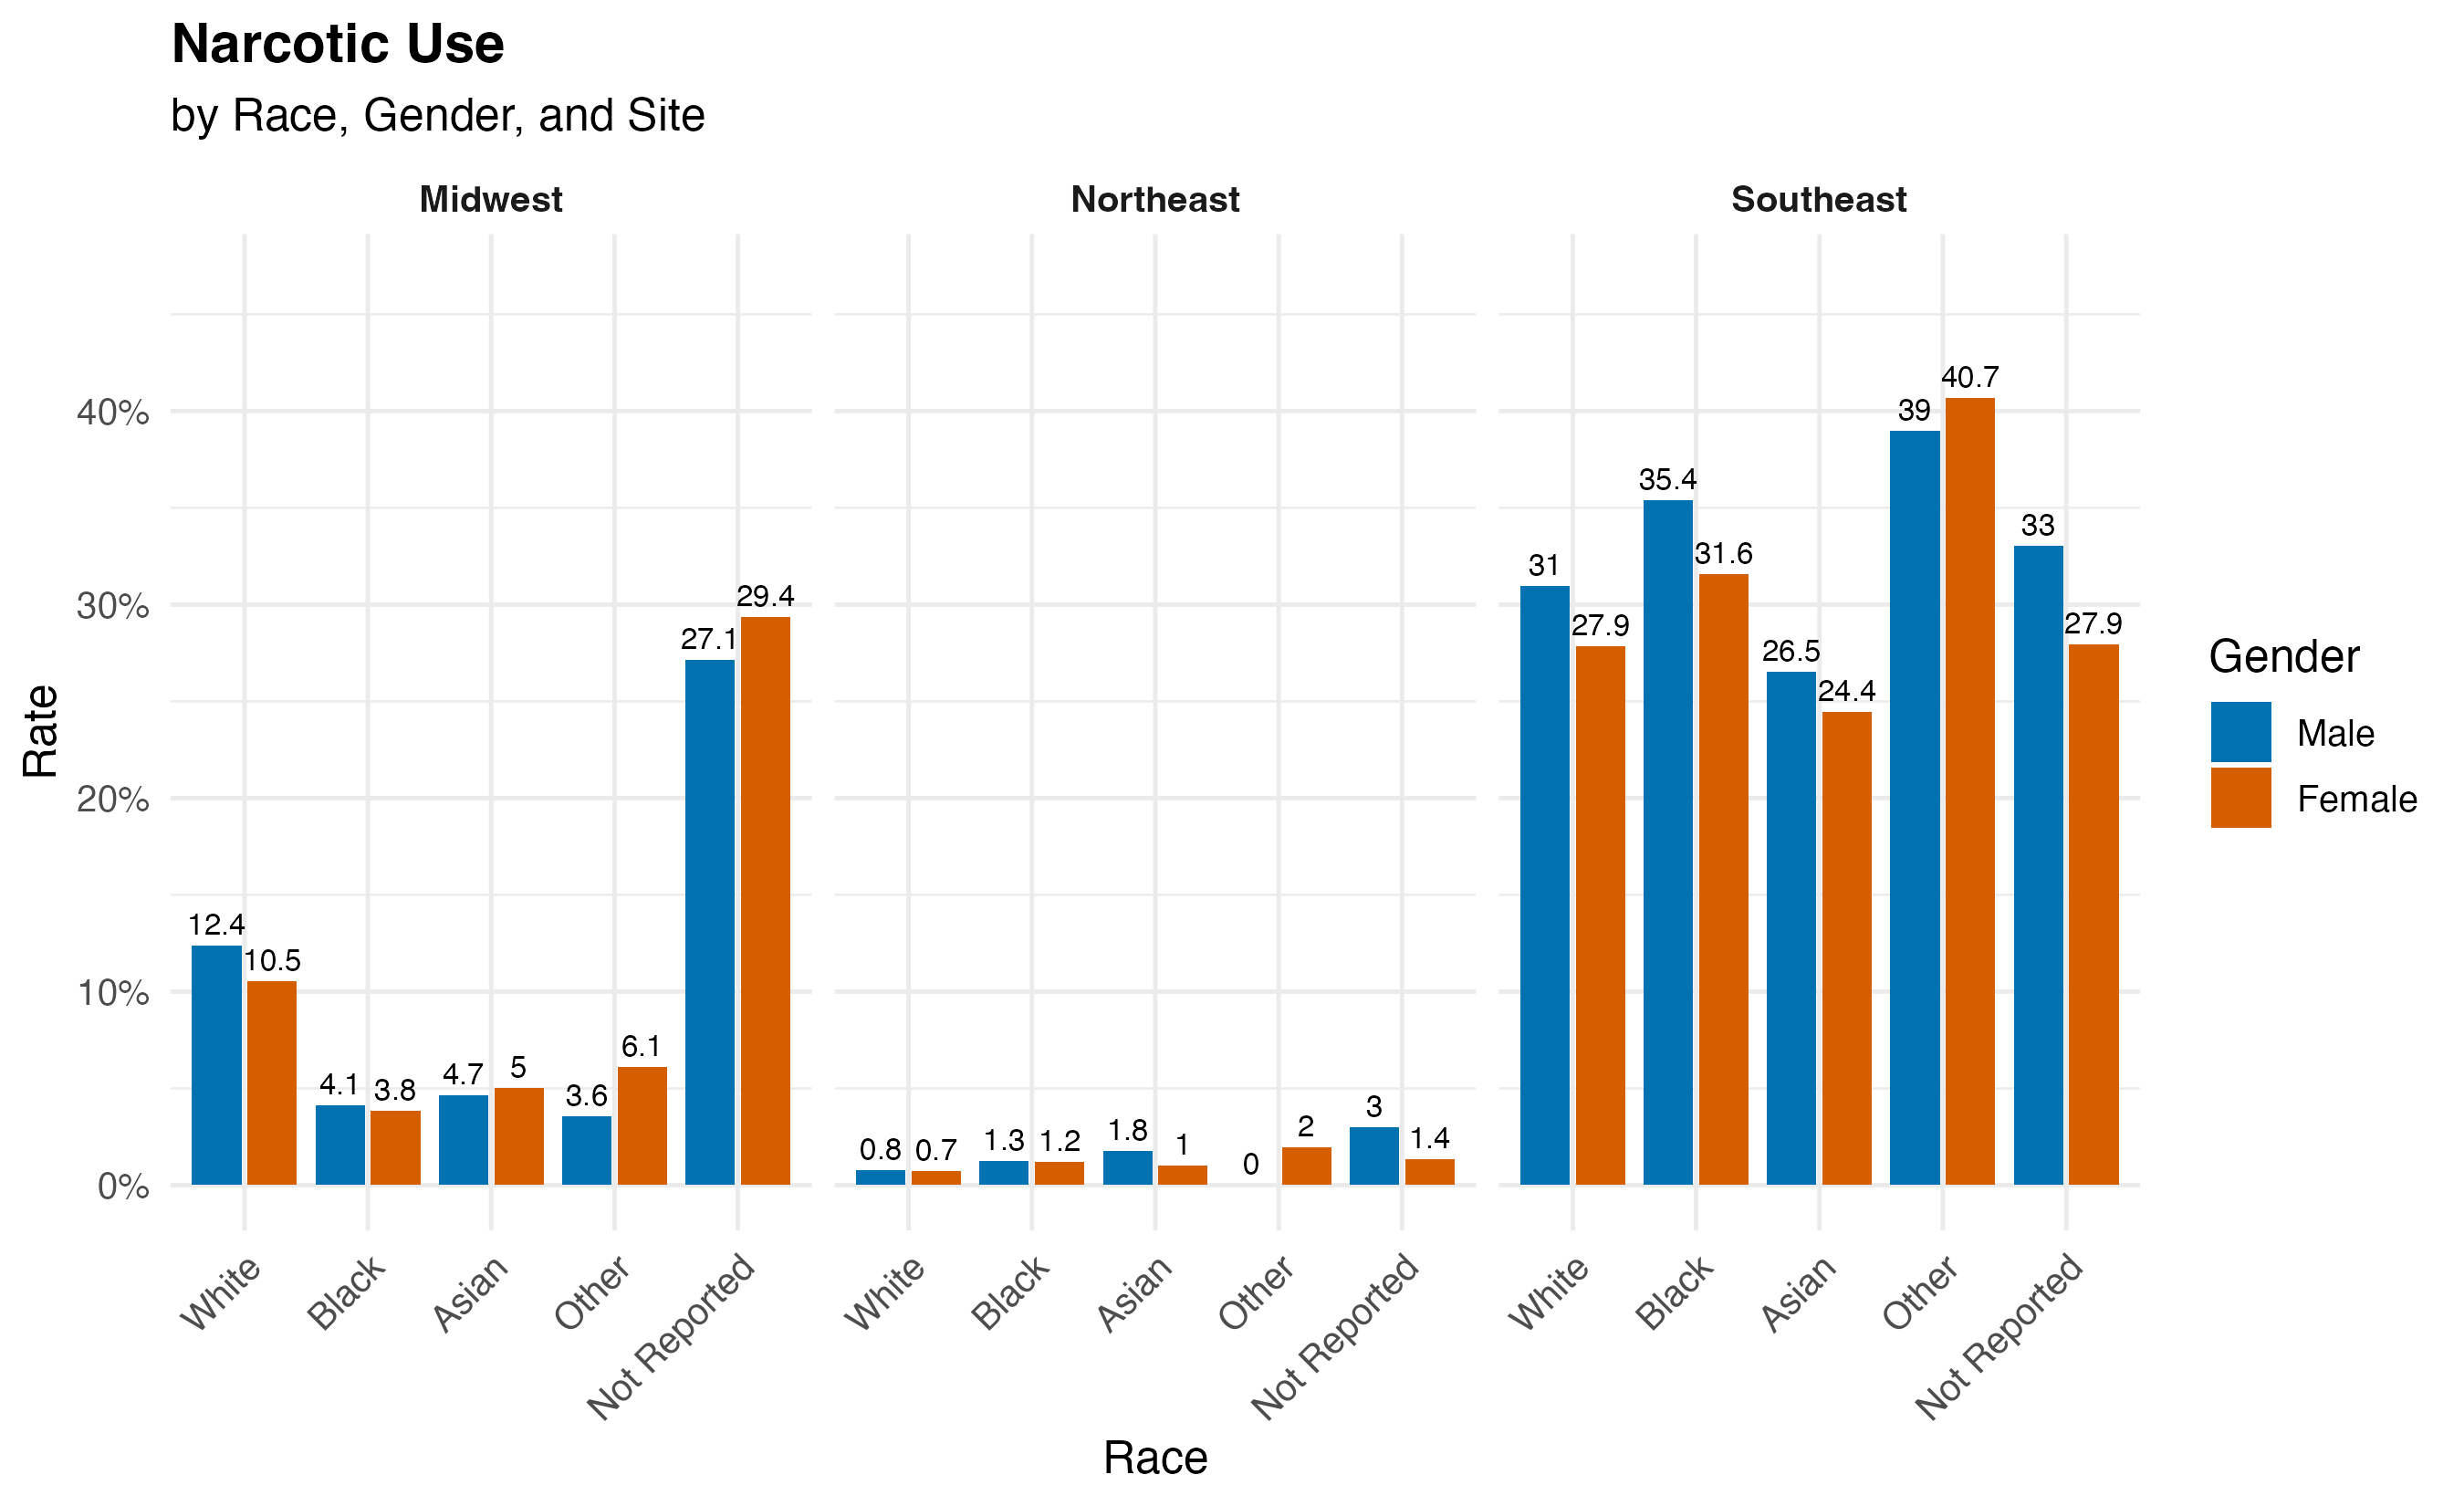 Narcotic Use
by Race, Gender, and Site
Midwest
Northeast
Southeast
Rate
40%
30%
20%
10%
0%
12.4
10.5
4.1
3.8
4.7
5
3.6
6.1
27.1
29.4
0.8
0.7
1.3
1.2
1.8
1
0
2
3
1.4
31
27.9
35.4
31.6
26.5
24.4
39
40.7
33
27.9
White
Black
Asian
Other
Not Reported
White
Black
Asian
Other
Not Reported
White
Black
Asian
Other
Not Reported
Race
Gender
Male
Female